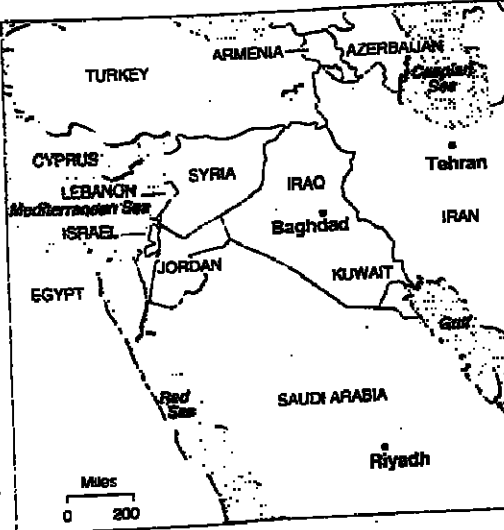 ARMENIA
AZERBAIJAN
TURKEY
Caspian
Sea
Tehran
CYPRUS
SYRIA
LEBANON
IRAQ
Mediterranean Sea
Baghdad
IRAN
ISRAEL
JORDAN
KUWAIT
EGYPT
Gulf
Red
Sea
SAUDI ARABIA
Riyadh
Miles
0 200